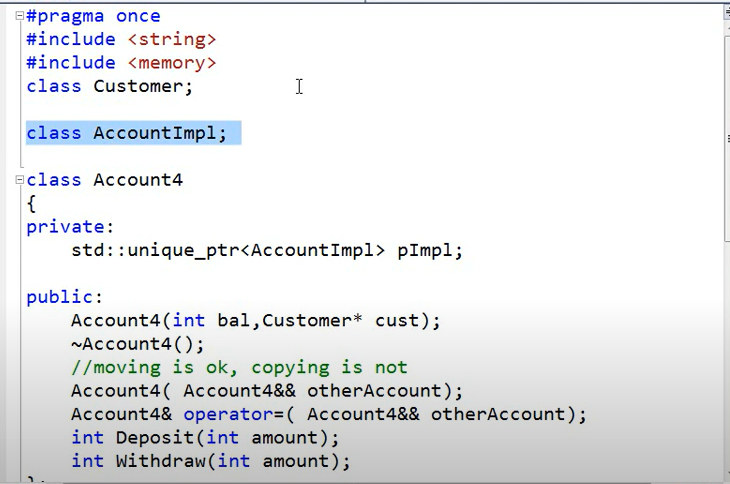 #pragma once
#include <string>
#include <memory>
class Customer;
class AccountImpl;
class Account4
{
private:
    std::unique_ptr<AccountImpl> pImpl;
public:
    Account4(int bal,Customer* cust);
    ~Account4();
    //moving is ok, copying is not
    Account4( Account4&& otherAccount);
    Account4& operator=( Account4&& otherAccount);
    int Deposit(int amount);
    int Withdraw(int amount);
};